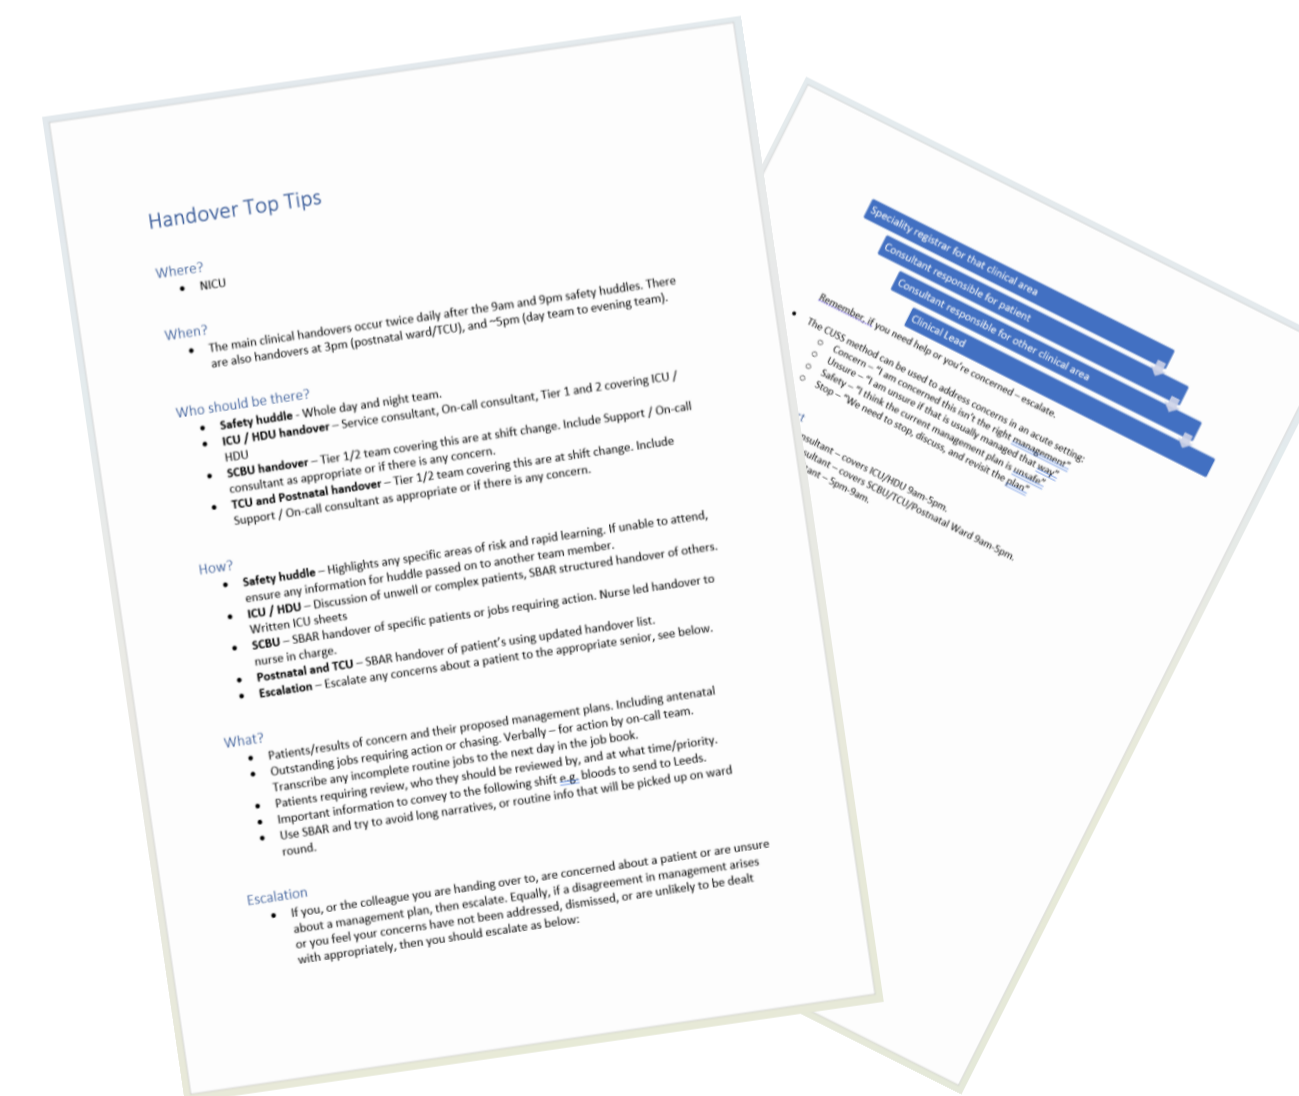 Handover Top Tips
Where?
• NICU
When?
• The main clinical handovers occur twice daily after the 9am and 9pm safety huddles. There
are also handovers at 3pm (postnatal ward/TCU), and ~5pm (day team to evening team).
Who should be there?
• Safety huddle - Whole day and night team.
• ICU / HDU handover – Service consultant, On-call consultant, Tier 1 and 2 covering ICU /
HDU
• SCBU handover – Tier 1/2 team covering this are at shift change. Include Support / On-call
consultant as appropriate or if there is any concern.
• TCU and Postnatal handover – Tier 1/2 team covering this are at shift change. Include
Support / On-call consultant as appropriate or if there is any concern.
How?
• Safety huddle – Highlights any specific areas of risk and rapid learning. If unable to attend,
ensure any information for huddle passed on to another team member.
• ICU / HDU – Discussion of unwell or complex patients, SBAR structured handover of others.
Written ICU sheets
• SCBU – SBAR handover of specific patients or jobs requiring action. Nurse led handover to
nurse in charge.
• Postnatal and TCU – SBAR handover of patient's using updated handover list.
• Escalation – Escalate any concerns about a patient to the appropriate senior, see below.
What?
• Patients/results of concern and their proposed management plans. Including antenatal
• Outstanding jobs requiring action or chasing. Verbally – for action by on-call team.
Transcribe any incomplete routine jobs to the next day in the job book.
• Patients requiring review, who they should be reviewed by, and at what time/priority.
• Important information to convey to the following shift e.g. bloods to send to Leeds.
• Use SBAR and try to avoid long narratives, or routine info that will be picked up on ward
round.
Escalation
• If you, or the colleague you are handing over to, are concerned about a patient or are unsure
about a management plan, then escalate. Equally, if a disagreement in management arises
or you feel your concerns have not been addressed, dismissed, or are unlikely to be dealt
with appropriately, then you should escalate as below:
Speciality registrar for that clinical area
Consultant responsible for patient
Consultant responsible for other clinical area
Clinical Lead
Remember, if you need help or you're concerned – escalate.
• The CUSS method can be used to address concerns in an acute setting:
o Concern – "I am concerned this isn't the right management"
o Unsure – "I am unsure if that is usually managed that way"
o Safety – "I think the current management plan is unsafe"
o Stop – "We need to stop, discuss, and revisit the plan"
nsultant – covers ICU/HDU 9am-5pm.
sultant – covers SCBU/TCU/Postnatal Ward 9am-5pm.
tant – 5pm-9am.